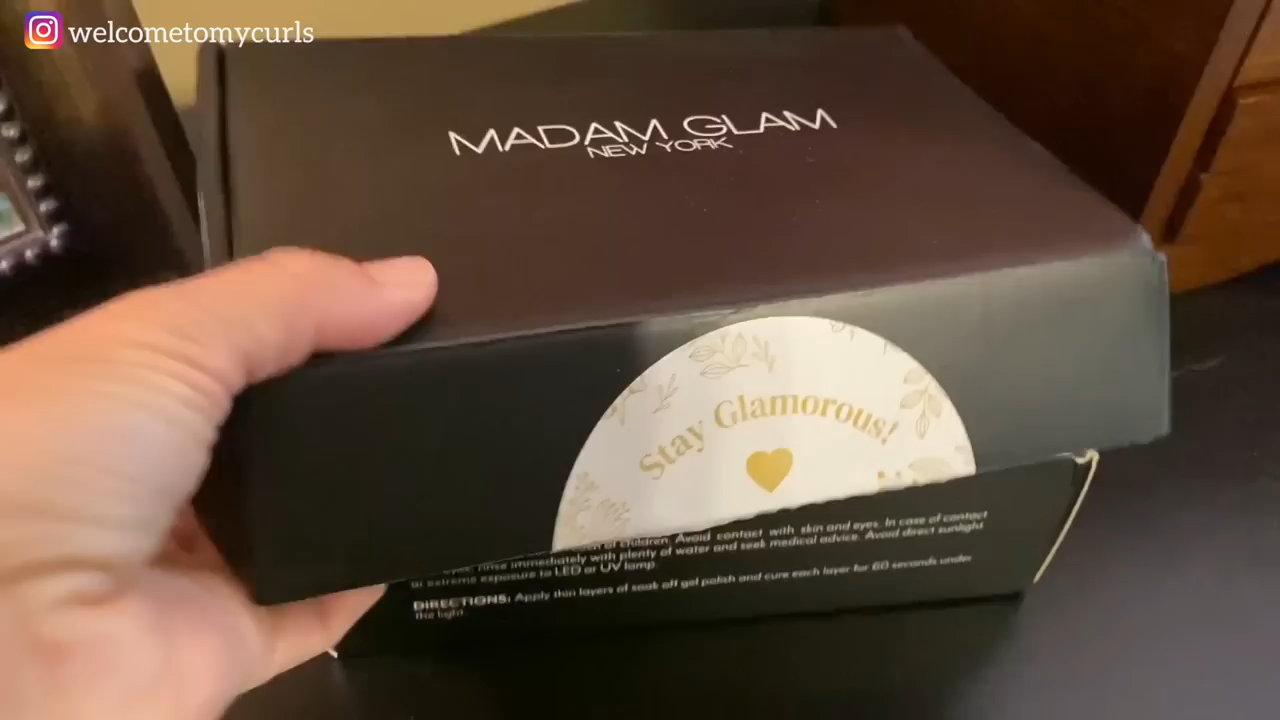 welcometomycurls
MADAM GLAM
NEW YORK
Stay Glamorous!
of children. Avoid contact with skin and eyes. In case of contact
rinse immediately with plenty of water and seek medical advice. Avoid direct sunlight
or extreme exposure to LED or UV lamp.
DIRECTIONS: Apply thin layers of soak off gel polish and cure each layer for 60 seconds under
the light